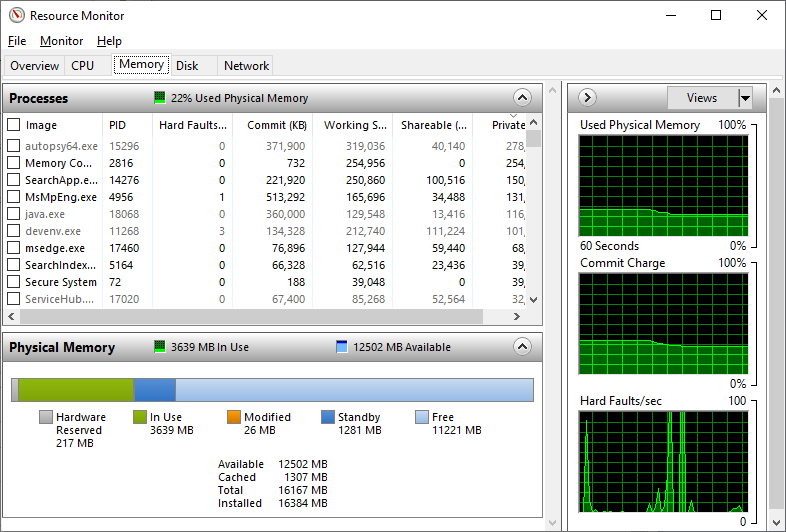 Resource Monitor
File Monitor Help
Overview CPU Memory Disk Network
Processes 22% Used Physical Memory
Image PID Hard Faults... Commit (KB) Working S... Shareable (... Private
autopsy64.exe 15296 0 371,900 319,036 40,140 278,
Memory Co... 2816 0 732 254,956 0 254,
SearchApp.e... 14276 0 221,920 250,860 100,516 150,
MsMpEng.exe 4956 1 513,292 165,696 34,488 131,
java.exe 18068 0 360,000 129,548 13,416 116,
devenv.exe 11268 3 134,328 212,740 111,224 101,
msedge.exe 17460 0 76,896 127,944 59,440 68,
SearchIndex... 5164 0 66,328 62,516 23,436 39,
Secure System 72 0 188 39,048 0 39,
ServiceHub.... 17020 0 67,400 85,268 52,564 32,
Physical Memory 3639 MB In Use 12502 MB Available
Hardware Reserved 217 MB
In Use 3639 MB
Modified 26 MB
Standby 1281 MB
Free 11221 MB
Available 12502 MB
Cached 1307 MB
Total 16167 MB
Installed 16384 MB
Views
Used Physical Memory 100%
60 Seconds 0%
Commit Charge 100%
0%
Hard Faults/sec 100
0